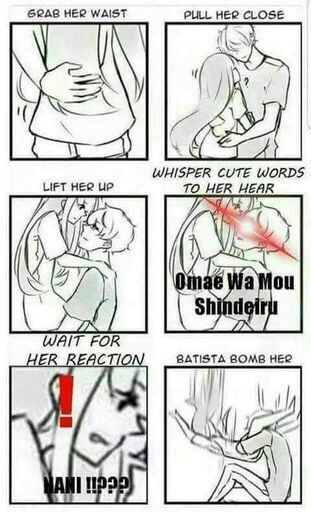 GRAB HER WAIST
PULL HER CLOSE
?
LIFT HER UP
WHISPER CUTE WORDS
TO HER HEAR
Omae Wa Mou
Shindeiru
WAIT FOR
HER REACTION
!
NANI !!???
BATISTA BOMB HER